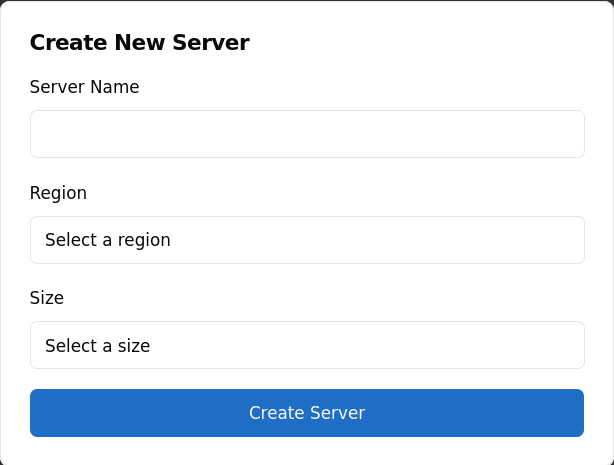 Create New Server
Server Name
Region
Select a region
Size
Select a size
Create Server